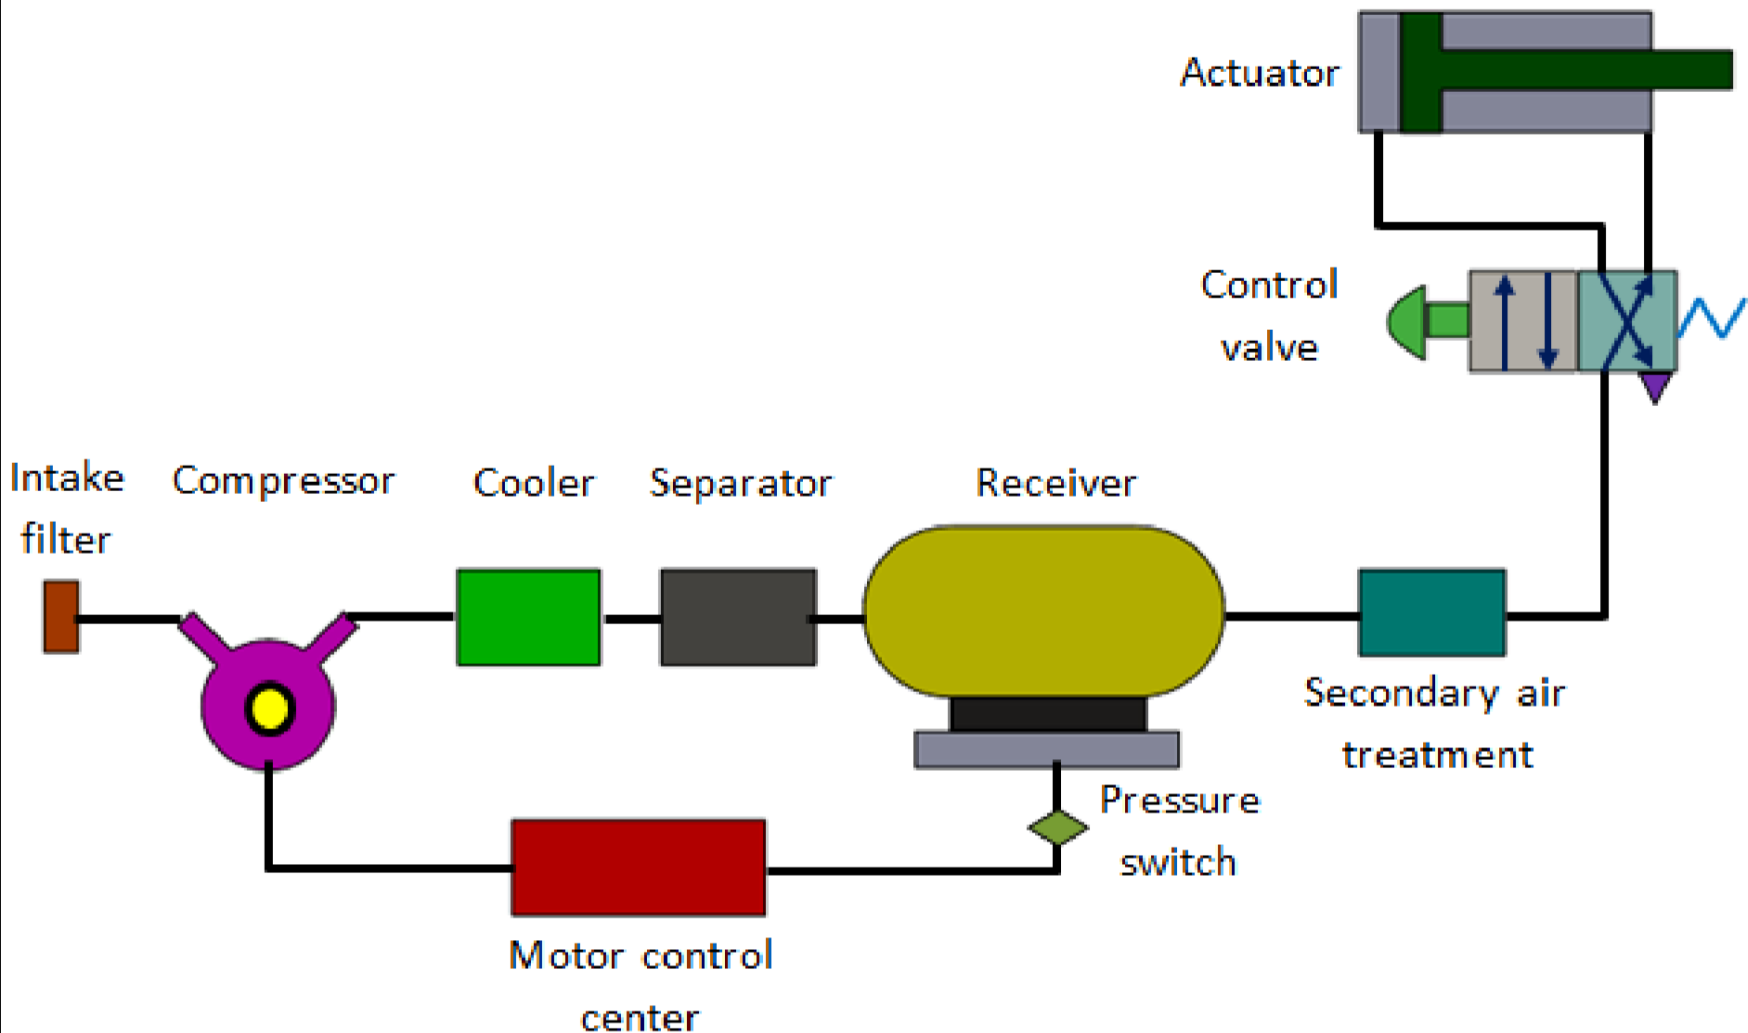 Actuator
Control
valve
Intake
filter
Compressor
Cooler
Separator
Receiver
Secondary air
treatment
Pressure
switch
Motor control
center